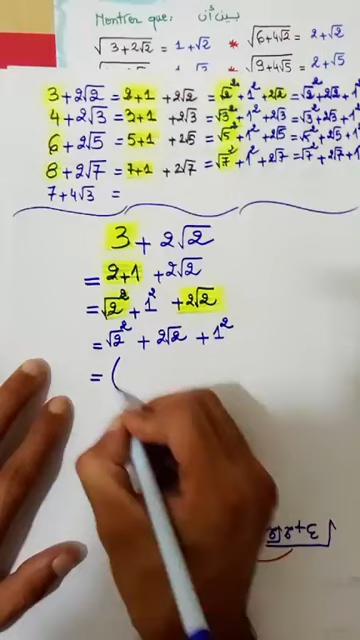 Montrer que: بين أن
√3+2√2 = 1+√2 * √6+4√2 = 2+√2
* √9+4√5 = 2+√5
3+2√2 = 2+1 +2√2 = √2²+1²+2√2 = √2²+2√2+1²
4+2√3 = 3+1 +2√3 = √3²+1²+2√3 = √3²+2√3+1²
6+2√5 = 5+1 +2√5 = √5²+1²+2√5 = √5²+2√5+1²
8+2√7 = 7+1 +2√7 = √7²+1²+2√7 = √7²+2√7+1²
7+4√3 =
3 + 2√2
= 2+1 +2√2
= √2² + 1² + 2√2
= √2² + 2√2 + 1²
= (